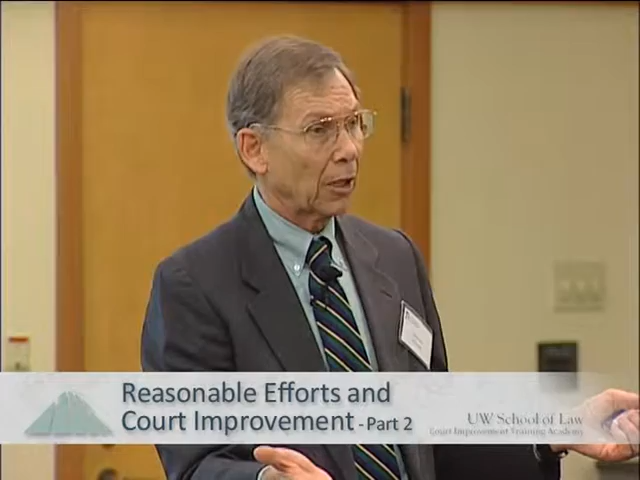 Reasonable Efforts and
Court Improvement - Part 2
UW School of Law
Court Improvement Training Academy